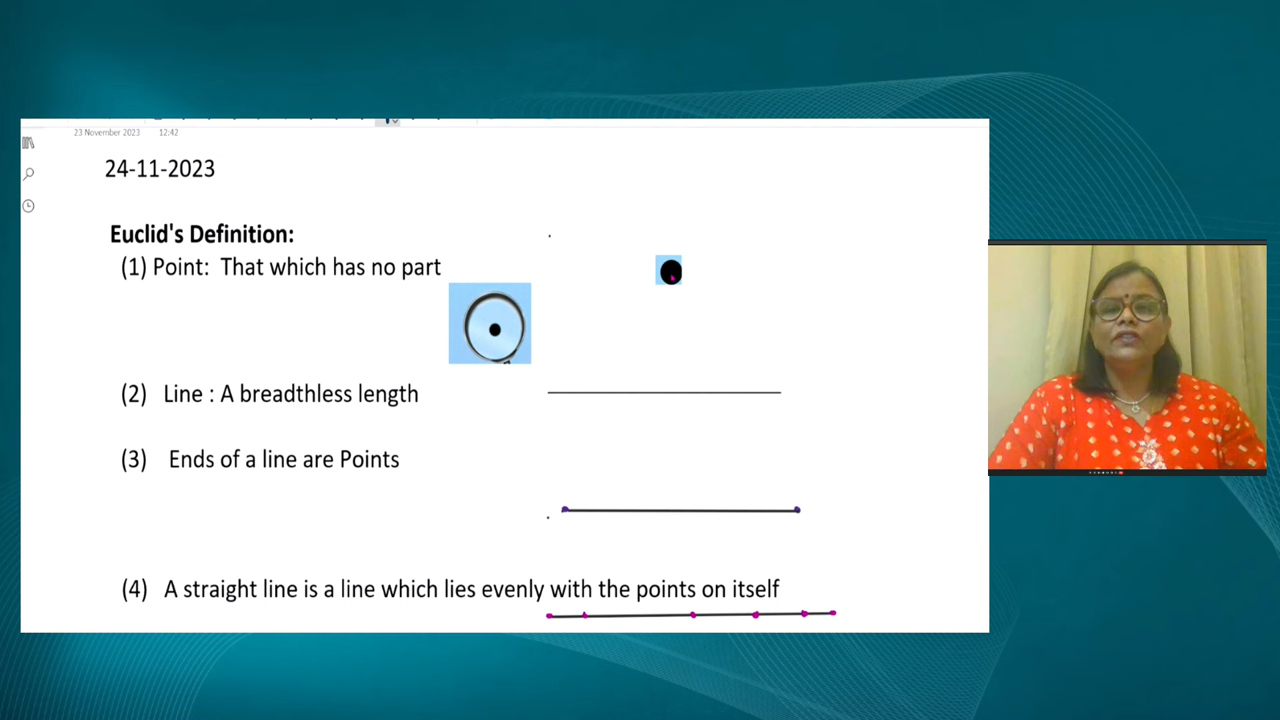 23 November 2023 12:42
24-11-2023
Euclid's Definition:
(1) Point: That which has no part
(2) Line : A breadthless length
(3) Ends of a line are Points
(4) A straight line is a line which lies evenly with the points on itself